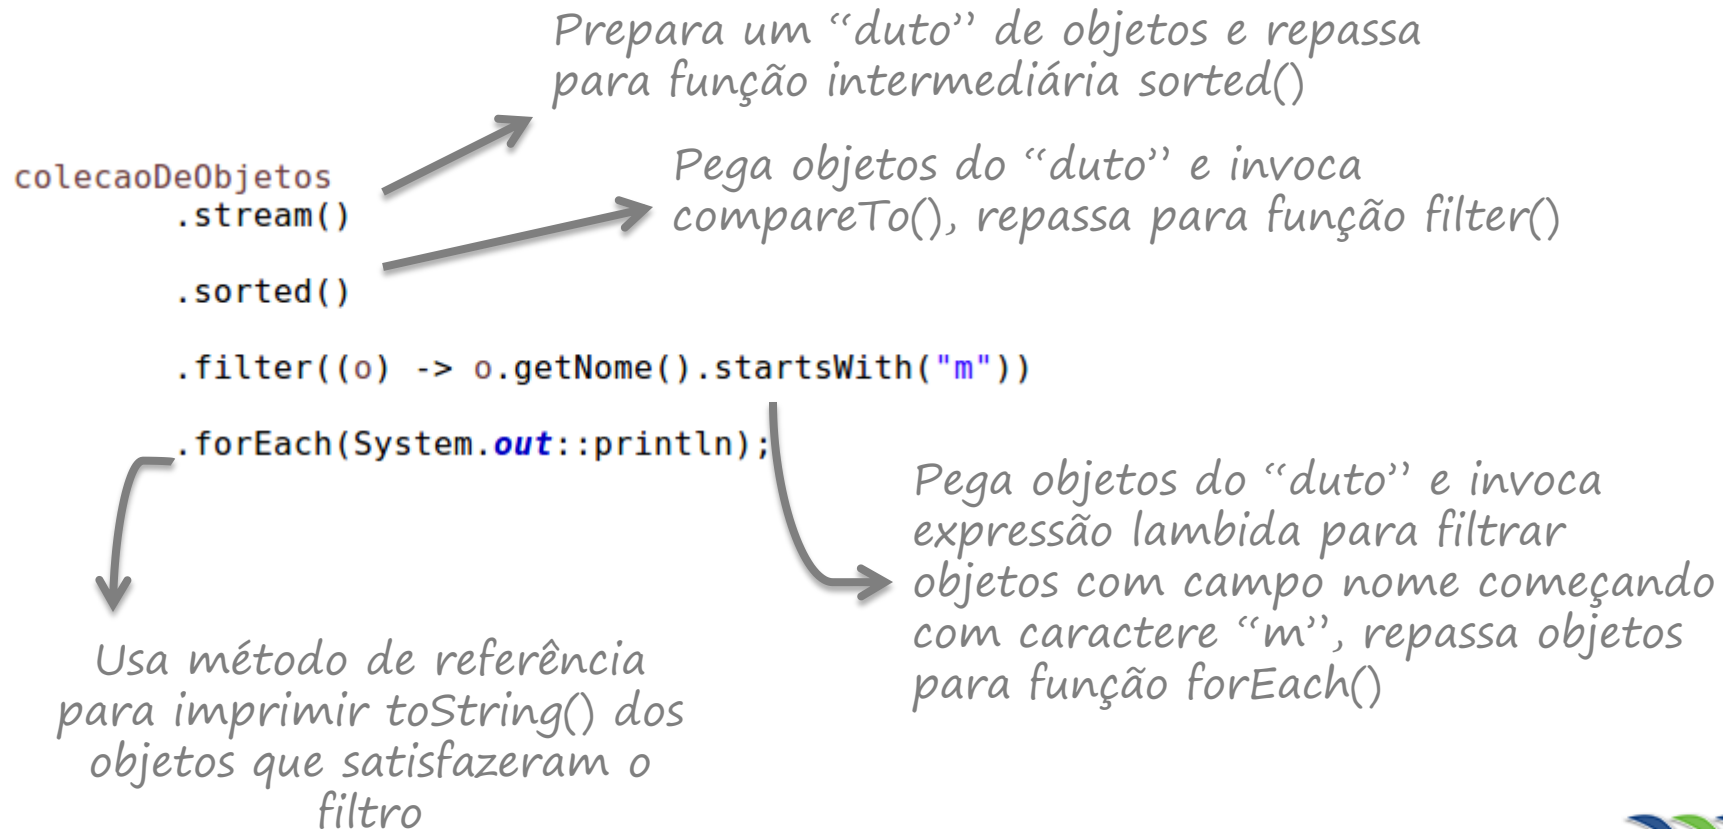 Prepara um “duto” de objetos e repassa
para função intermediária sorted()
Pega objetos do “duto” e invoca
compareTo(), repassa para função filter()
colecaoDeObjetos
.stream()
.sorted()
.filter((o) -> o.getNome().startsWith("m"))
.forEach(System.out::println);
Pega objetos do “duto” e invoca
expressão lambida para filtrar
objetos com campo nome começando
com caractere “m”, repassa objetos
para função forEach()
Usa método de referência
para imprimir toString() dos
objetos que satisfazeram o
filtro